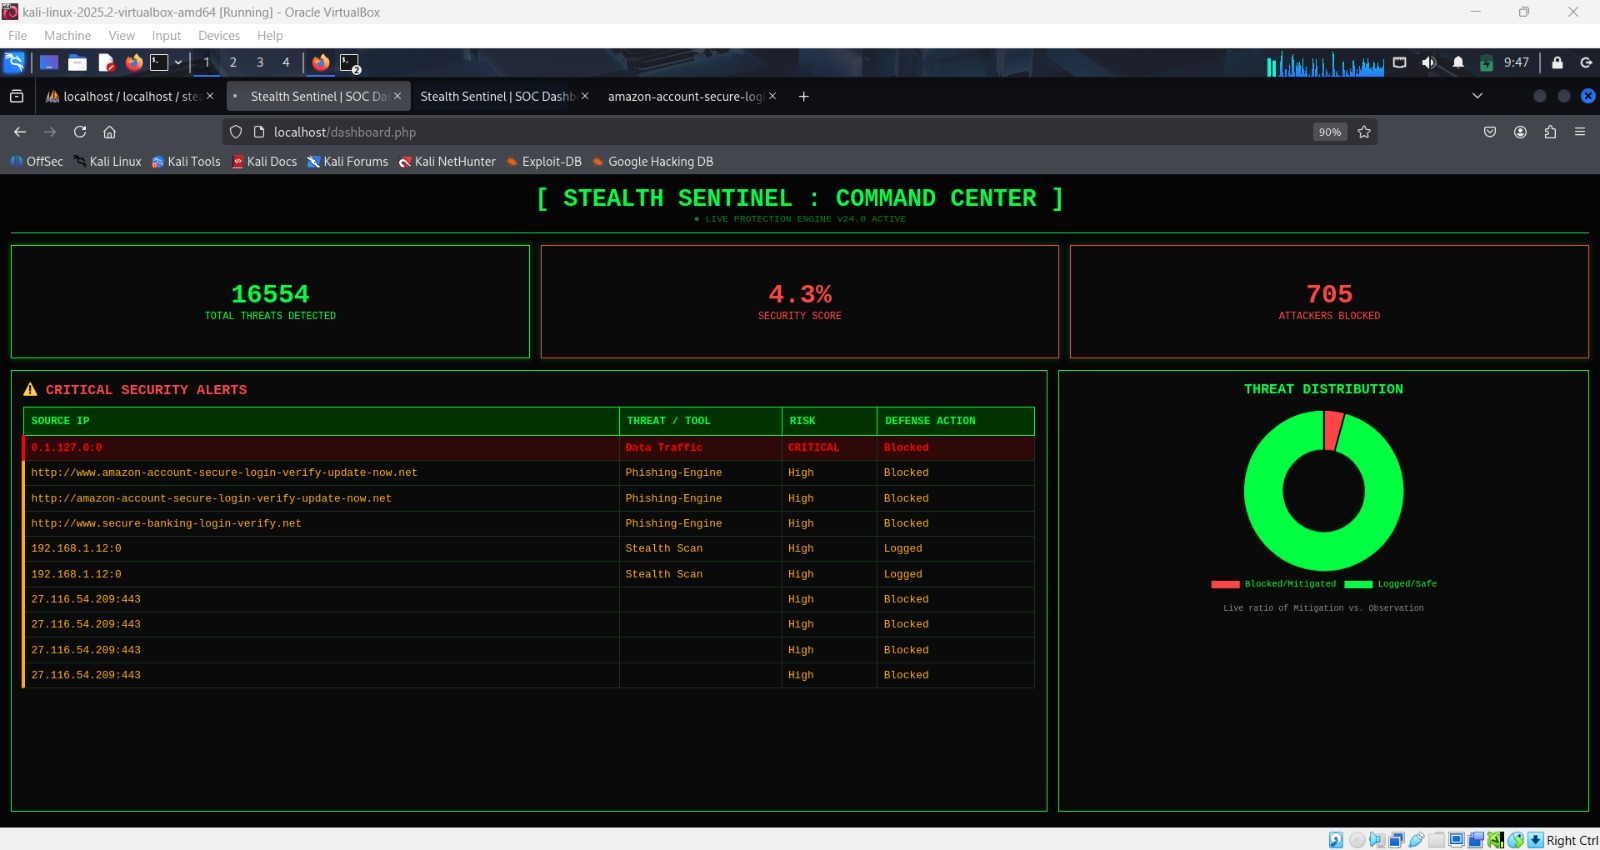 kali-linux-2025.2-virtualbox-amd64 [Running] - Oracle VirtualBox
File Machine View Input Devices Help
1 2 3 4 2 9:47
localhost / localhost / ste Stealth Sentinel | SOC Das Stealth Sentinel | SOC Dashb amazon-account-secure-log
localhost/dashboard.php 90%
OffSec Kali Linux Kali Tools Kali Docs Kali Forums Kali NetHunter Exploit-DB Google Hacking DB
[ STEALTH SENTINEL : COMMAND CENTER ]
● LIVE PROTECTION ENGINE v24.0 ACTIVE
16554
TOTAL THREATS DETECTED
4.3%
SECURITY SCORE
705
ATTACKERS BLOCKED
CRITICAL SECURITY ALERTS
SOURCE IP THREAT / TOOL RISK DEFENSE ACTION
0.1.127.0:0 Data Traffic CRITICAL Blocked
http://www.amazon-account-secure-login-verify-update-now.net Phishing-Engine High Blocked
http://amazon-account-secure-login-verify-update-now.net Phishing-Engine High Blocked
http://www.secure-banking-login-verify.net Phishing-Engine High Blocked
192.168.1.12:0 Stealth Scan High Logged
192.168.1.12:0 Stealth Scan High Logged
27.116.54.209:443 High Blocked
27.116.54.209:443 High Blocked
27.116.54.209:443 High Blocked
27.116.54.209:443 High Blocked
THREAT DISTRIBUTION
Blocked/Mitigated Logged/Safe
Live ratio of Mitigation vs. Observation
Right Ctrl